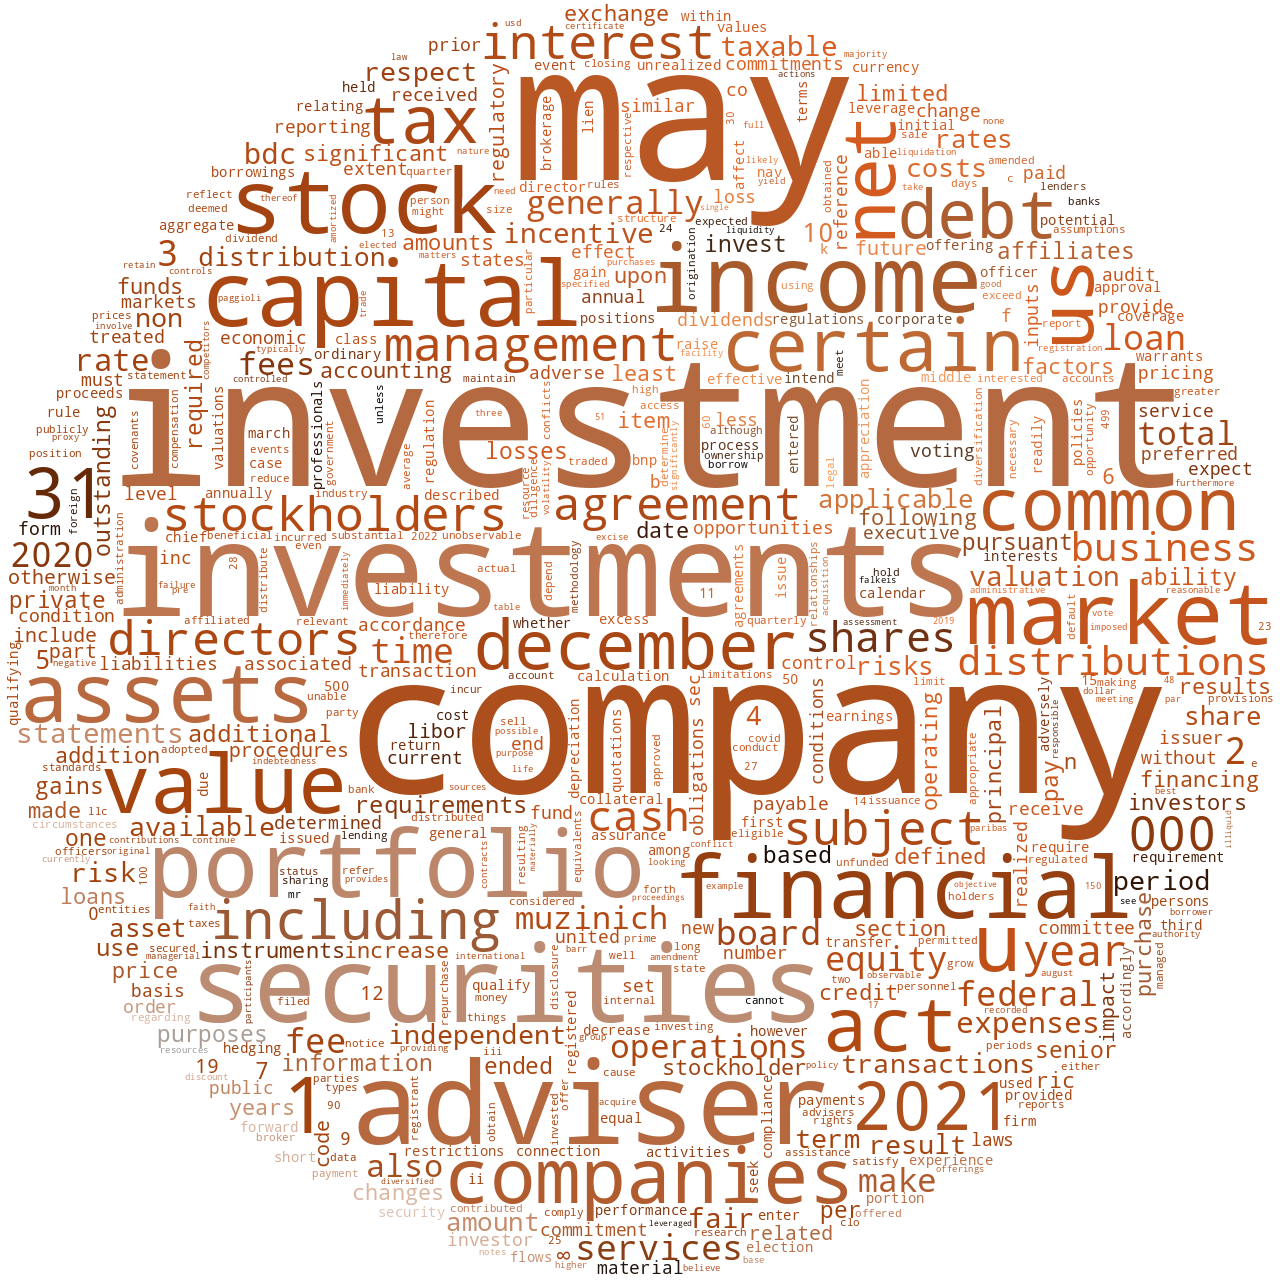 exchange within
certificate usd
values
prior interest taxable
law majority
event closing unrealized commitments currency
respect may
held received actions
relating similar co terms limited
tax reporting regulatory brokerage lien 30 leverage change
full initial none
bdc significant respective affect net rates
nature sale
borrowings extent quarter likely able liquidation
director rules nav costs amended paid
reflect need yield obtained take days c lenders
deemed thereof person generally loss reference banks
stock might size structure single debt
aggregate amortized incentive expected 24 10 potential
dividend 13 amounts liquidity k assumptions
3 distribution elected states effect invest future offering affiliates
retain matters purchases
funds controls capital particular gain upon origination income us officer audit
specified using good approval
markets paggioli trade annual exceed
prices non positions dividends regulations corporate f inputs provide
involve economic class raise report coverage
treated competitors statement typically management facility certain registration loan
rate ordinary warrants
must fees accounting adverse least meet factors pricing
controlled maintain effective intend middle interested accounts greater
proceeds required compensation unless high appreciation
rule investment three access 51 60 499 service
publicly outstanding covenants valuations march professionals average regulation conflicts item less although diversification necessary readily policies opportunity total
proxy process voting preferred
position events case government losses determine bnp ownership entered expect
31 reduce traded b significantly borrow legal 6 furthermore
level annually industry resource diligence volatility
form foreign stockholders described agreement applicable common
chief beneficial incurred substantial 2022 unobservable date opportunities following
2020 inc even excise executive pursuant business
administration 28 distribute immediately actual methodology issue relationships hold interests
otherwise failure pre investments depend falkeis valuation ability
month liability 11 agreements acquisition calendar administrative reasonable
private table
condition affiliated relevant accordance excess quarterly assessment 2019 default vote
include part directors therefore whether december shares market imposed 23
5 negative liabilities associated time control risks distributions
qualifying transaction account calculation limitations limit 48
assets 500 incur 50 15 making results
unable party cost sell dollar par provisions
statements additional libor possible 4 earnings meeting share
addition adopted procedures return end depreciation quotations obligations sec covid conditions operating principal adversely responsible issuer 2
standards indebtedness current purpose approved conduct company n without e
gains due value life 27 pay appropriate financing
made llc bank sources collateral payable 14 issuance receive best
circumstances available requirements fund cash paribas investors
one contributions continue determined distributed assurance first subject 000
officers original issued lending general among eligible require illiquid
currently portfolio contracts resulting materially equivalents looking conflict based unfunded defined realized regulated requirement
risk 100 status refer financial
sharing provides considered forth example objective 150 period
loans mr proceedings holders see
0 entities faith including muzinich new board section persons
asset taxes united prime committee purchase third borrower
use secured instruments increase barr long number transfer permitted u year authority
managerial international well amendment state equity
price participants securities repurchase disclosure set two observable grow impact managed accordingly
basis 12 qualify internal credit personnel august
order filed money cannot federal
regarding things 17 recorded
purposes notice independent registered decrease investing however act expenses
resources hedging iii operations group periods
19 fee providing stockholder policy senior
discount 7 information ended cause transactions either
public parties adviser
types used ric
years 90 registrant obtain invested offer acquire compliance payments 2021 provided reports
1 equal advisers
forward code 9 rights firm
broker restrictions connection activities term result laws
short data assistance
payment also companies seek satisfy experience
changes diversified ii offerings make
security contributed performance per portion
amount comply leveraged fair enter clo offered
investor commitment research related
25 services election
notes flows ∞ base
higher material believe